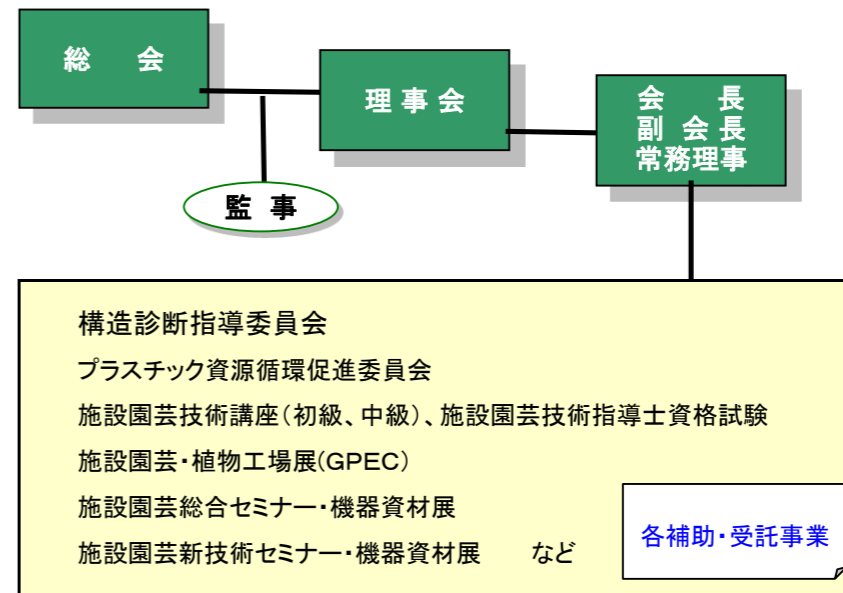 総　会
理 事 会
会　長
副 会 長
常務理事
監 事
構造診断指導委員会
プラスチック資源循環促進委員会
施設園芸技術講座（初級、中級）、施設園芸技術指導士資格試験
施設園芸・植物工場展(GPEC)
施設園芸総合セミナー・機器資材展
施設園芸新技術セミナー・機器資材展　など
各補助・受託事業